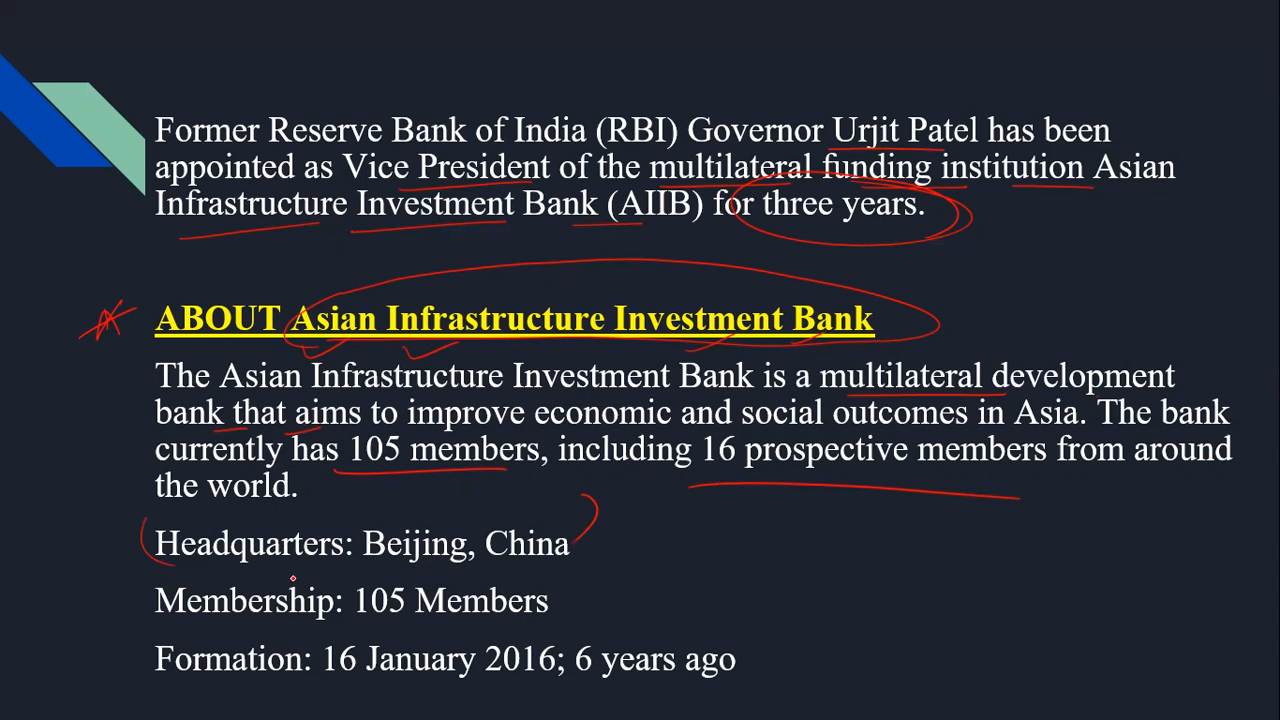 Former Reserve Bank of India (RBI) Governor Urjit Patel has been
appointed as Vice President of the multilateral funding institution Asian
Infrastructure Investment Bank (AIIB) for three years.
ABOUT Asian Infrastructure Investment Bank
The Asian Infrastructure Investment Bank is a multilateral development
bank that aims to improve economic and social outcomes in Asia. The bank
currently has 105 members, including 16 prospective members from around
the world.
Headquarters: Beijing, China
Membership: 105 Members
Formation: 16 January 2016; 6 years ago